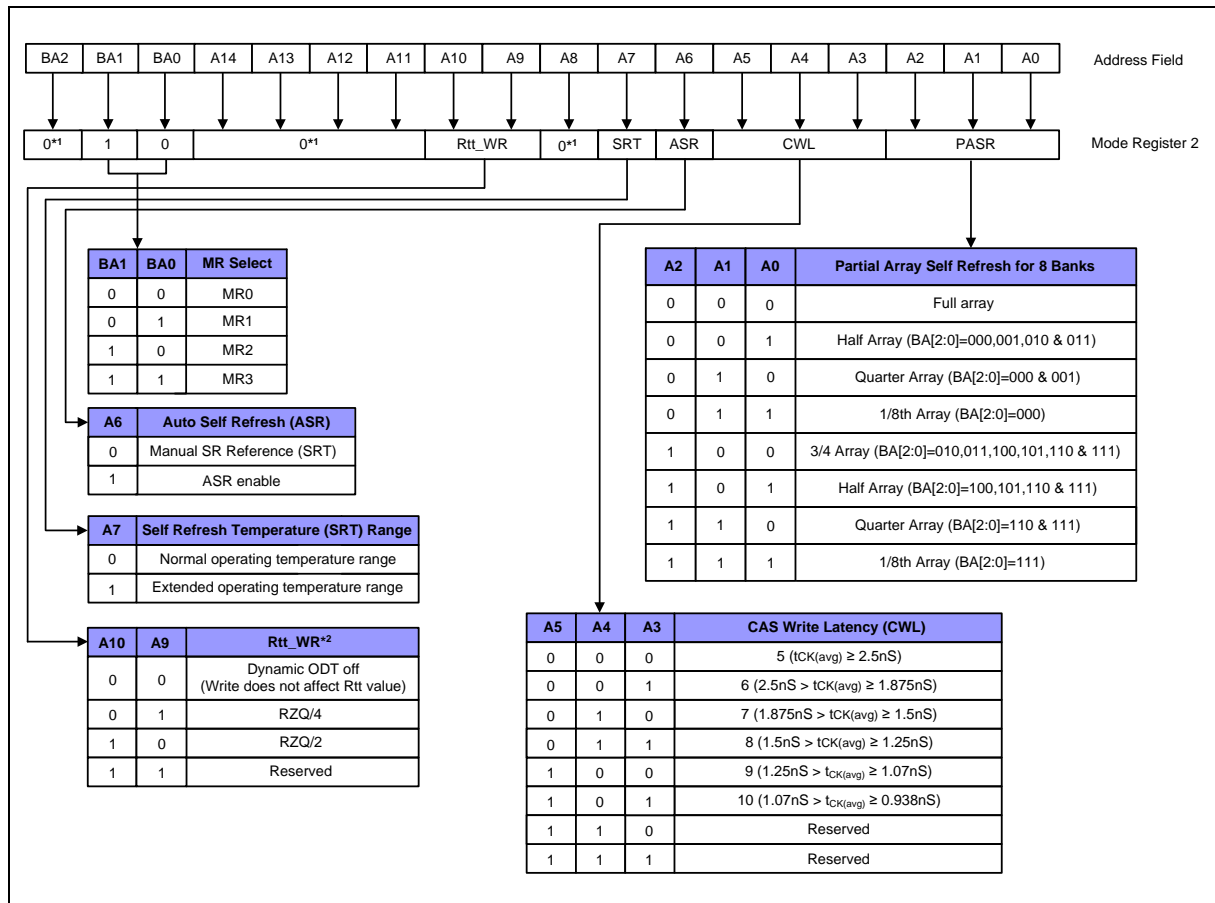 BA2 BA1 BA0 A14 A13 A12 A11 A10 A9 A8 A7 A6 A5 A4 A3 A2 A1 A0 Address Field
0*1 1 0 0*1 Rtt_WR 0*1 SRT ASR CWL PASR Mode Register 2
BA1 BA0 MR Select
0 0 MR0
0 1 MR1
1 0 MR2
1 1 MR3
A6 Auto Self Refresh (ASR)
0 Manual SR Reference (SRT)
1 ASR enable
A7 Self Refresh Temperature (SRT) Range
0 Normal operating temperature range
1 Extended operating temperature range
A10 A9 Rtt_WR*2
0 0 Dynamic ODT off
(Write does not affect Rtt value)
0 1 RZQ/4
1 0 RZQ/2
1 1 Reserved
A2 A1 A0 Partial Array Self Refresh for 8 Banks
0 0 0 Full array
0 0 1 Half Array (BA[2:0]=000,001,010 & 011)
0 1 0 Quarter Array (BA[2:0]=000 & 001)
0 1 1 1/8th Array (BA[2:0]=000)
1 0 0 3/4 Array (BA[2:0]=010,011,100,101,110 & 111)
1 0 1 Half Array (BA[2:0]=100,101,110 & 111)
1 1 0 Quarter Array (BA[2:0]=110 & 111)
1 1 1 1/8th Array (BA[2:0]=111)
A5 A4 A3 CAS Write Latency (CWL)
0 0 0 5 (tCK(avg) ≥ 2.5nS)
0 0 1 6 (2.5nS > tCK(avg) ≥ 1.875nS)
0 1 0 7 (1.875nS > tCK(avg) ≥ 1.5nS)
0 1 1 8 (1.5nS > tCK(avg) ≥ 1.25nS)
1 0 0 9 (1.25nS > tCK(avg) ≥ 1.07nS)
1 0 1 10 (1.07nS > tCK(avg) ≥ 0.938nS)
1 1 0 Reserved
1 1 1 Reserved